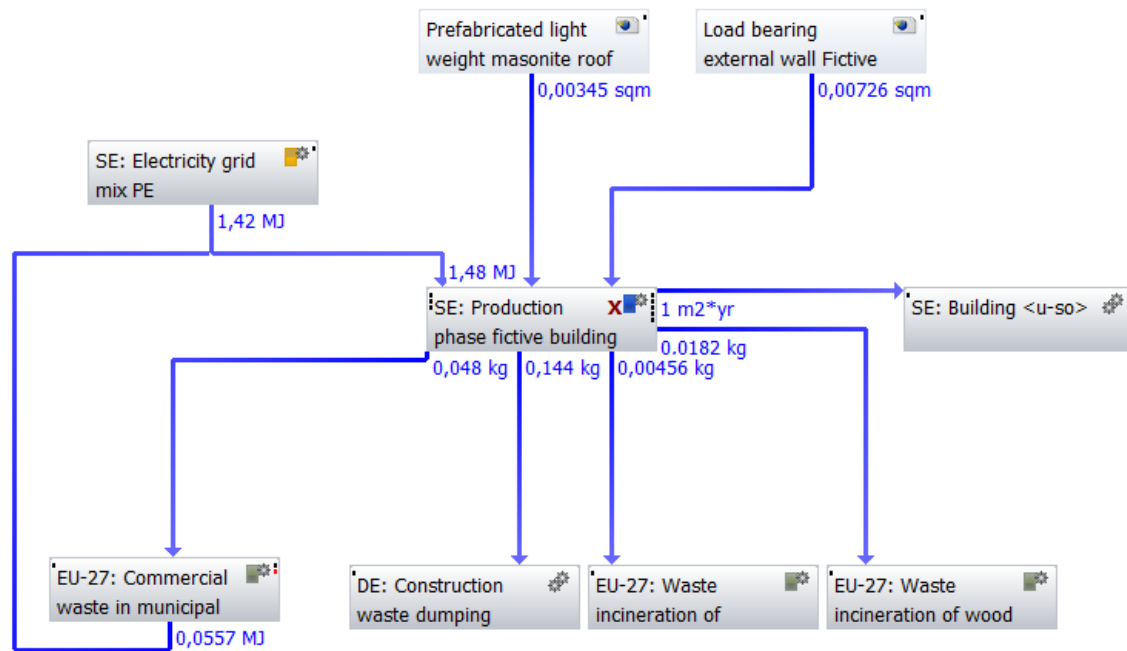 Prefabricated light
weight masonite roof
Load bearing
external wall Fictive
0,00345 sqm
0,00726 sqm
SE: Electricity grid
mix PE
1,42 MJ
1,48 MJ
SE: Production
phase fictive building
X
1 m2*yr
SE: Building <u-so>
0.0182 kg
0,048 kg
0,144 kg
0,00456 kg
EU-27: Commercial
waste in municipal
DE: Construction
waste dumping
EU-27: Waste
incineration of
EU-27: Waste
incineration of wood
0,0557 MJ